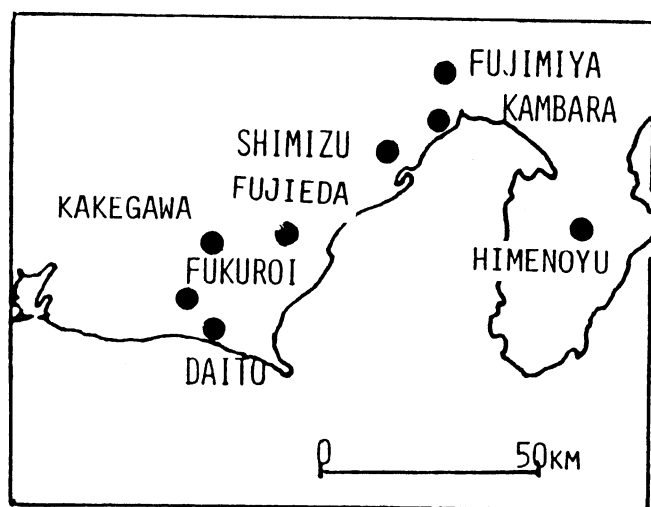 FUJIMIYA
KAMBARA
SHIMIZU
FUJIEDA
KAKEGAWA
HIMENOYU
FUKUROI
DAITO
0 50KM